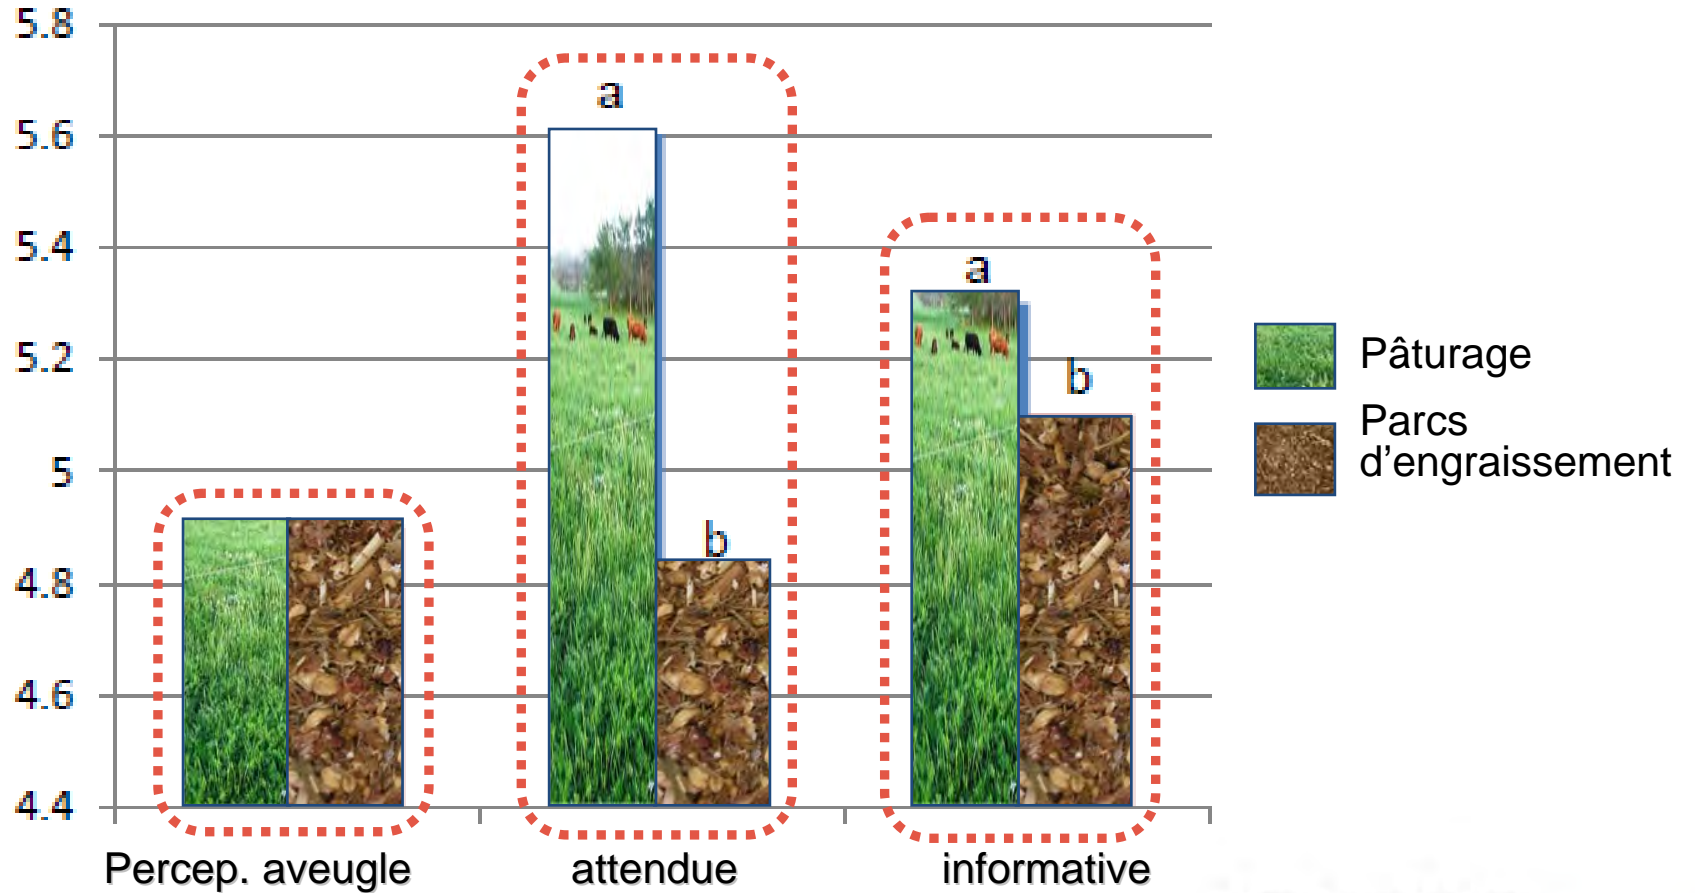 5.8
5.6
5.4
5.2
5
4.8
4.6
4.4
a
b
a
b
Percep. aveugle
attendue
informative
Pâturage
Parcs
d'engraissement